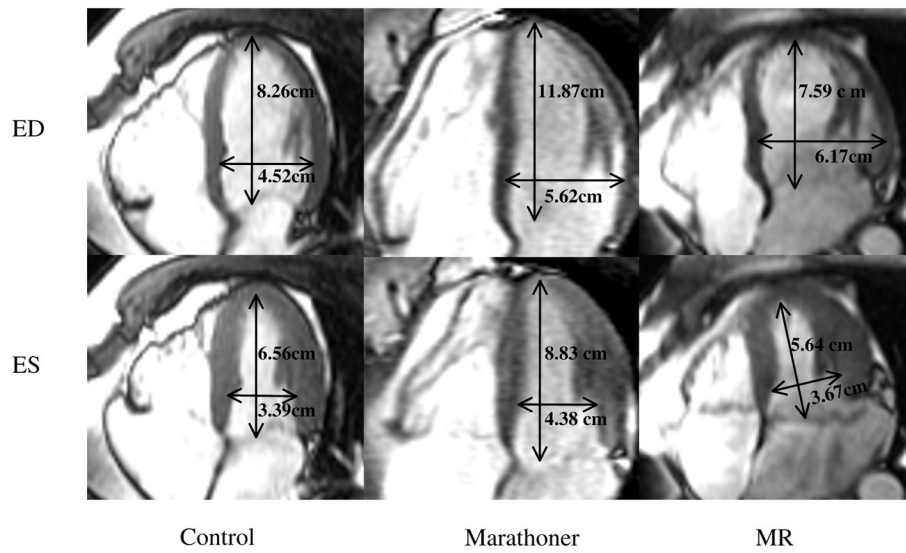 8.26cm
11.87cm
7.59 c m
ED
4.52cm
5.62cm
6.17cm
6.56cm
8.83 cm
5.64 cm
ES
3.39cm
4.38 cm
3.67cm
Control
Marathoner
MR